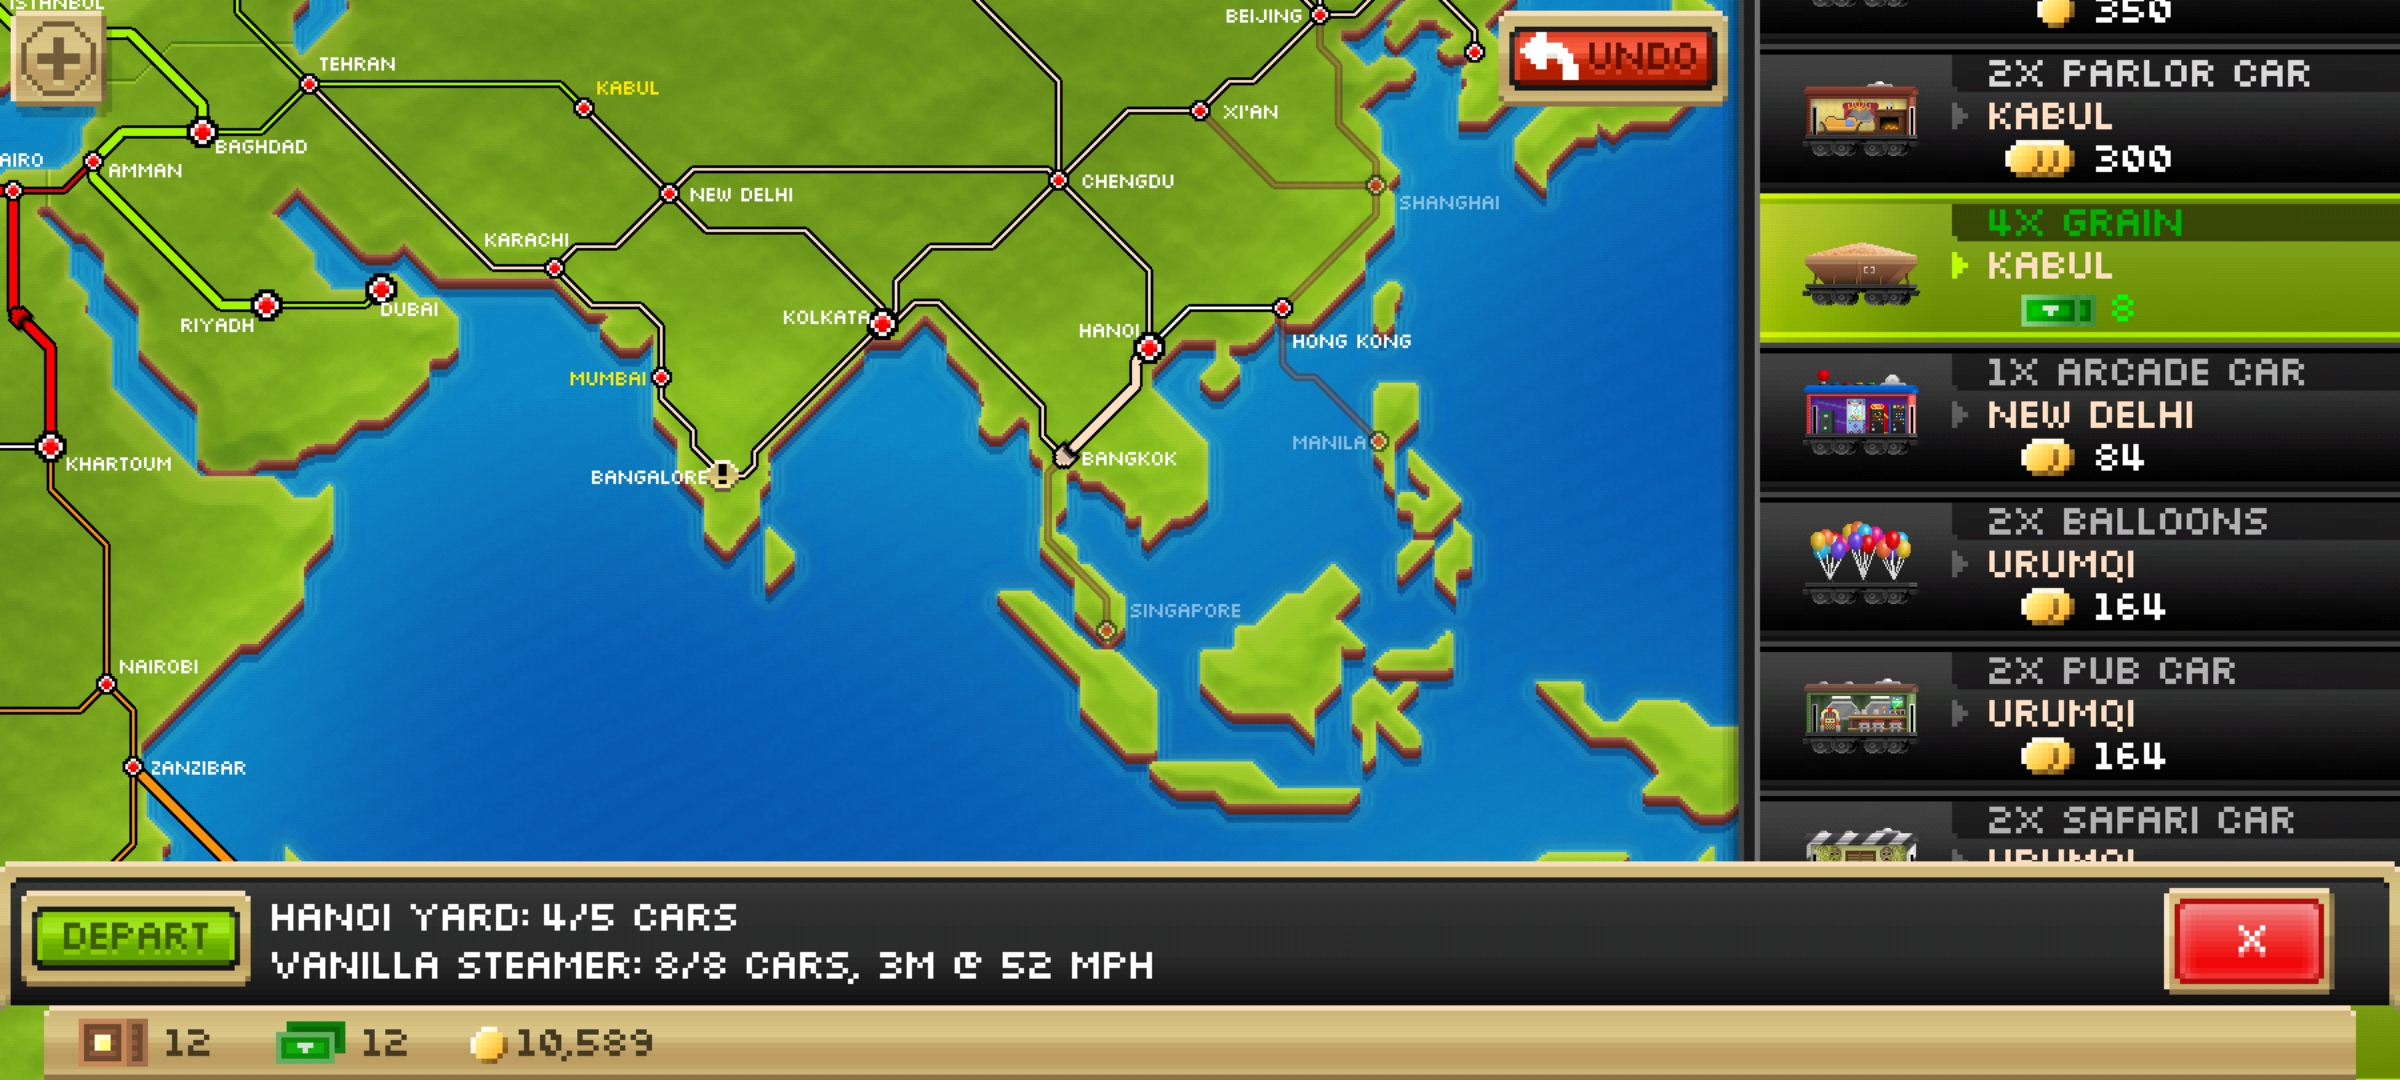 ISTANBUL
BEIJING
UNDO
TEHRAN
KABUL
XI'AN
BAGHDAD
AIRO
AMMAN
NEW DELHI
CHENGDU
SHANGHAI
KARACHI
RIYADH
DUBAI
KOLKATA
HANOI
HONG KONG
MUMBAI
MANILA
KHARTOUM
BANGALORE
!
BANGKOK
SINGAPORE
NAIROBI
ZANZIBAR
350
2X PARLOR CAR
KABUL
300
4X GRAIN
KABUL
8
1X ARCADE CAR
NEW DELHI
84
2X BALLOONS
URUMQI
164
2X PUB CAR
URUMQI
164
2X SAFARI CAR
URUMQI
DEPART
HANOI YARD: 4/5 CARS
VANILLA STEAMER: 8/8 CARS, 3M @ 52 MPH
X
12
12
10,589